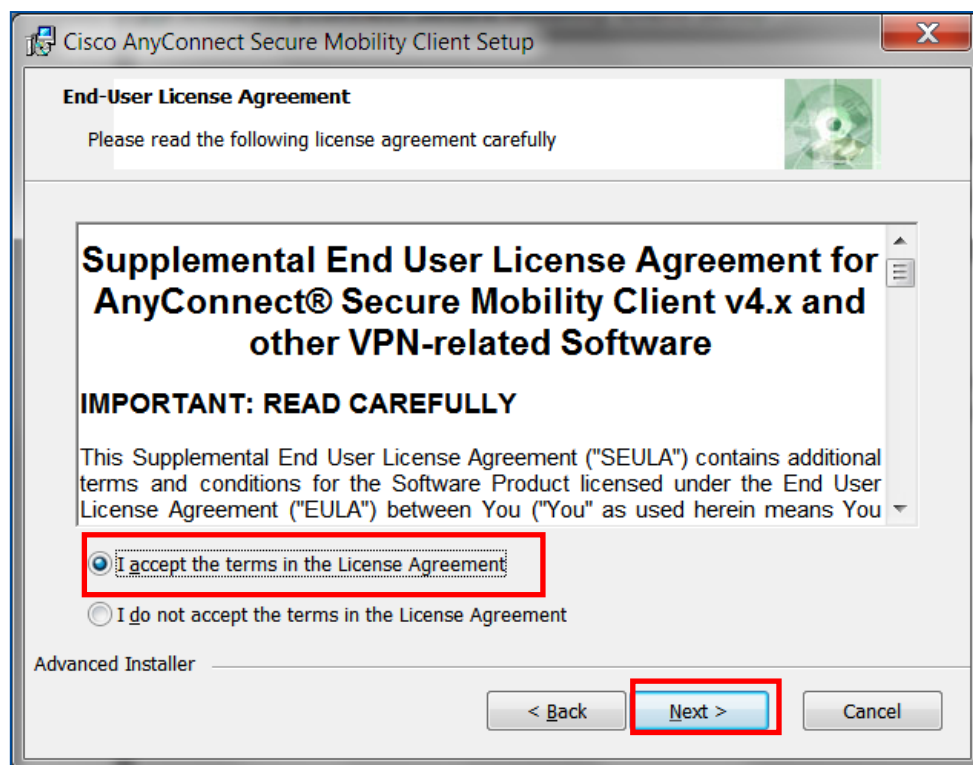 Cisco AnyConnect Secure Mobility Client Setup
X
End-User License Agreement
Please read the following license agreement carefully
Supplemental End User License Agreement for
AnyConnect® Secure Mobility Client v4.x and
other VPN-related Software
IMPORTANT: READ CAREFULLY
This Supplemental End User License Agreement ("SEULA") contains additional
terms and conditions for the Software Product licensed under the End User
License Agreement ("EULA") between You ("You" as used herein means You
I accept the terms in the License Agreement
I do not accept the terms in the License Agreement
Advanced Installer
< Back
Next >
Cancel